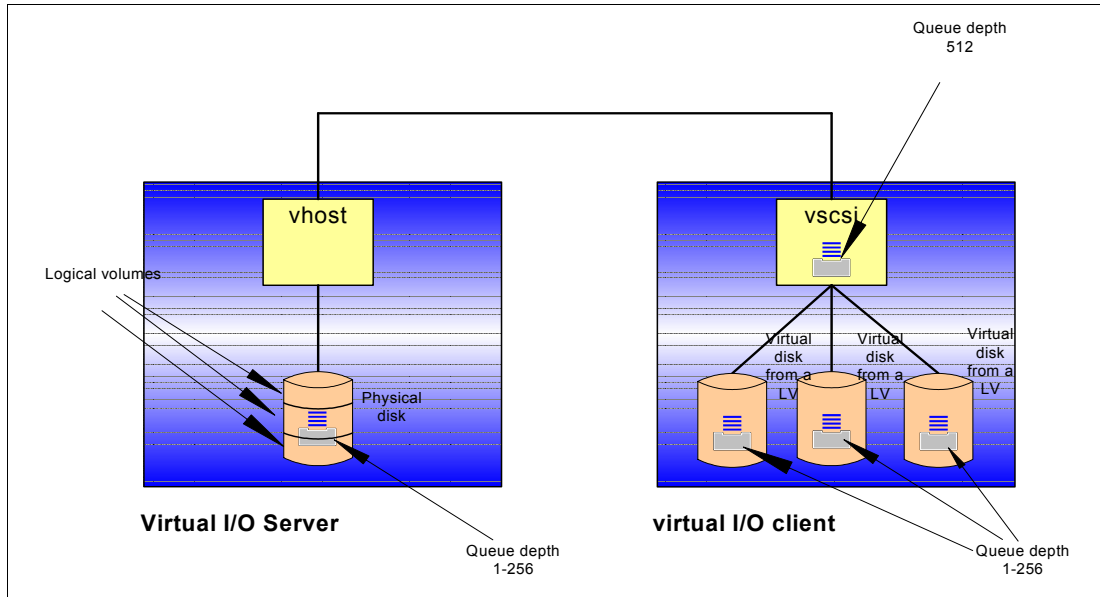 Queue depth
512
vhost
vscsi
Logical volumes
Physical
disk
Virtual
disk
from a
LV
Virtual
disk
from a
LV
Virtual
disk
from a
LV
Virtual I/O Server
virtual I/O client
Queue depth
1-256
Queue depth
1-256